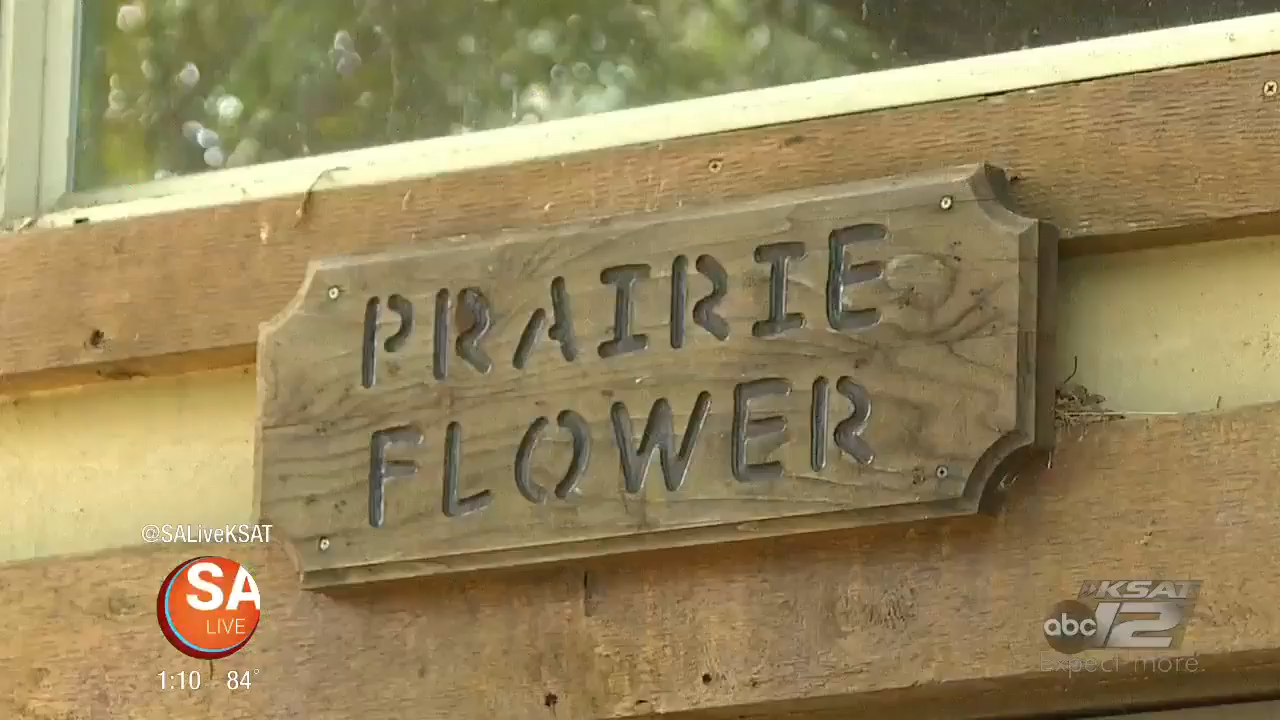 PRAIRIE
FLOWER
@SALiveKSAT
SA
LIVE
1:10 84°
KSAT
abc 12
Expect more.